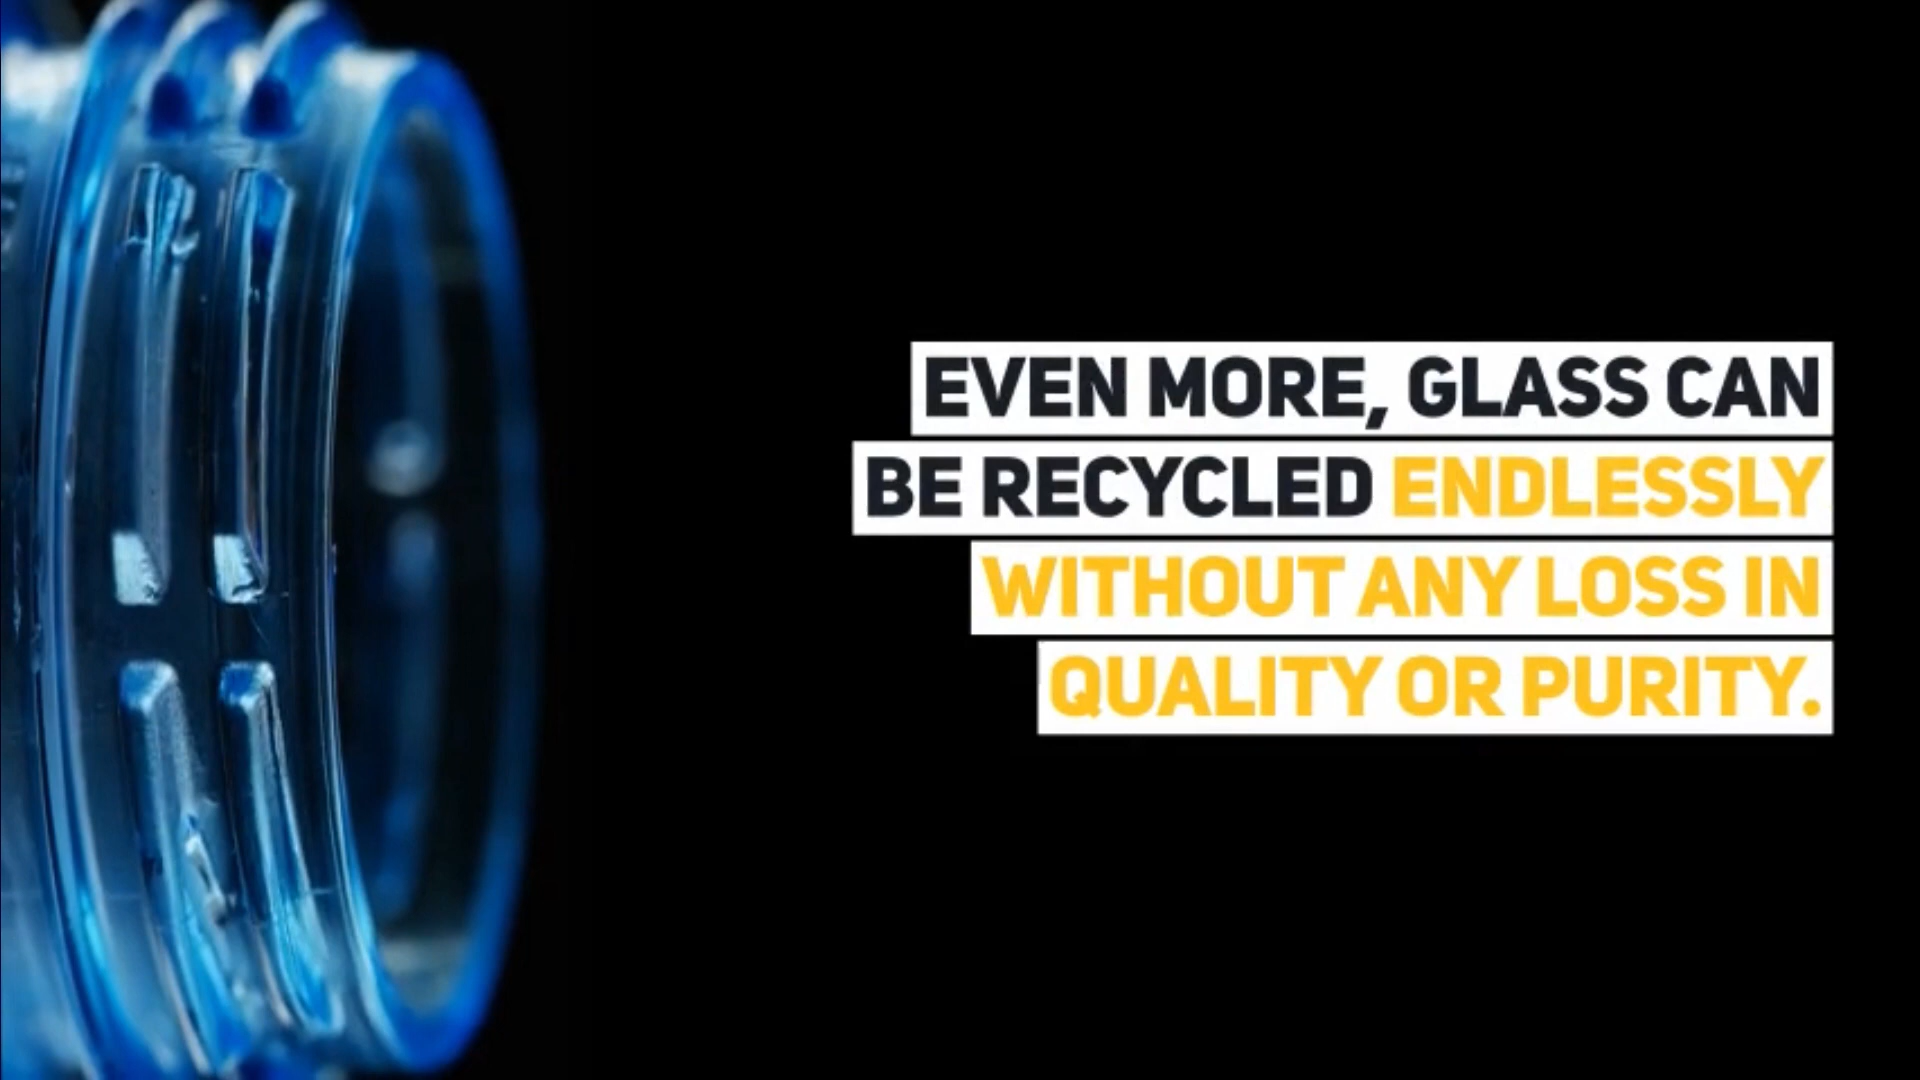 EVEN MORE, GLASS CAN
BE RECYCLED ENDLESSLY
WITHOUT ANY LOSS IN
QUALITY OR PURITY.